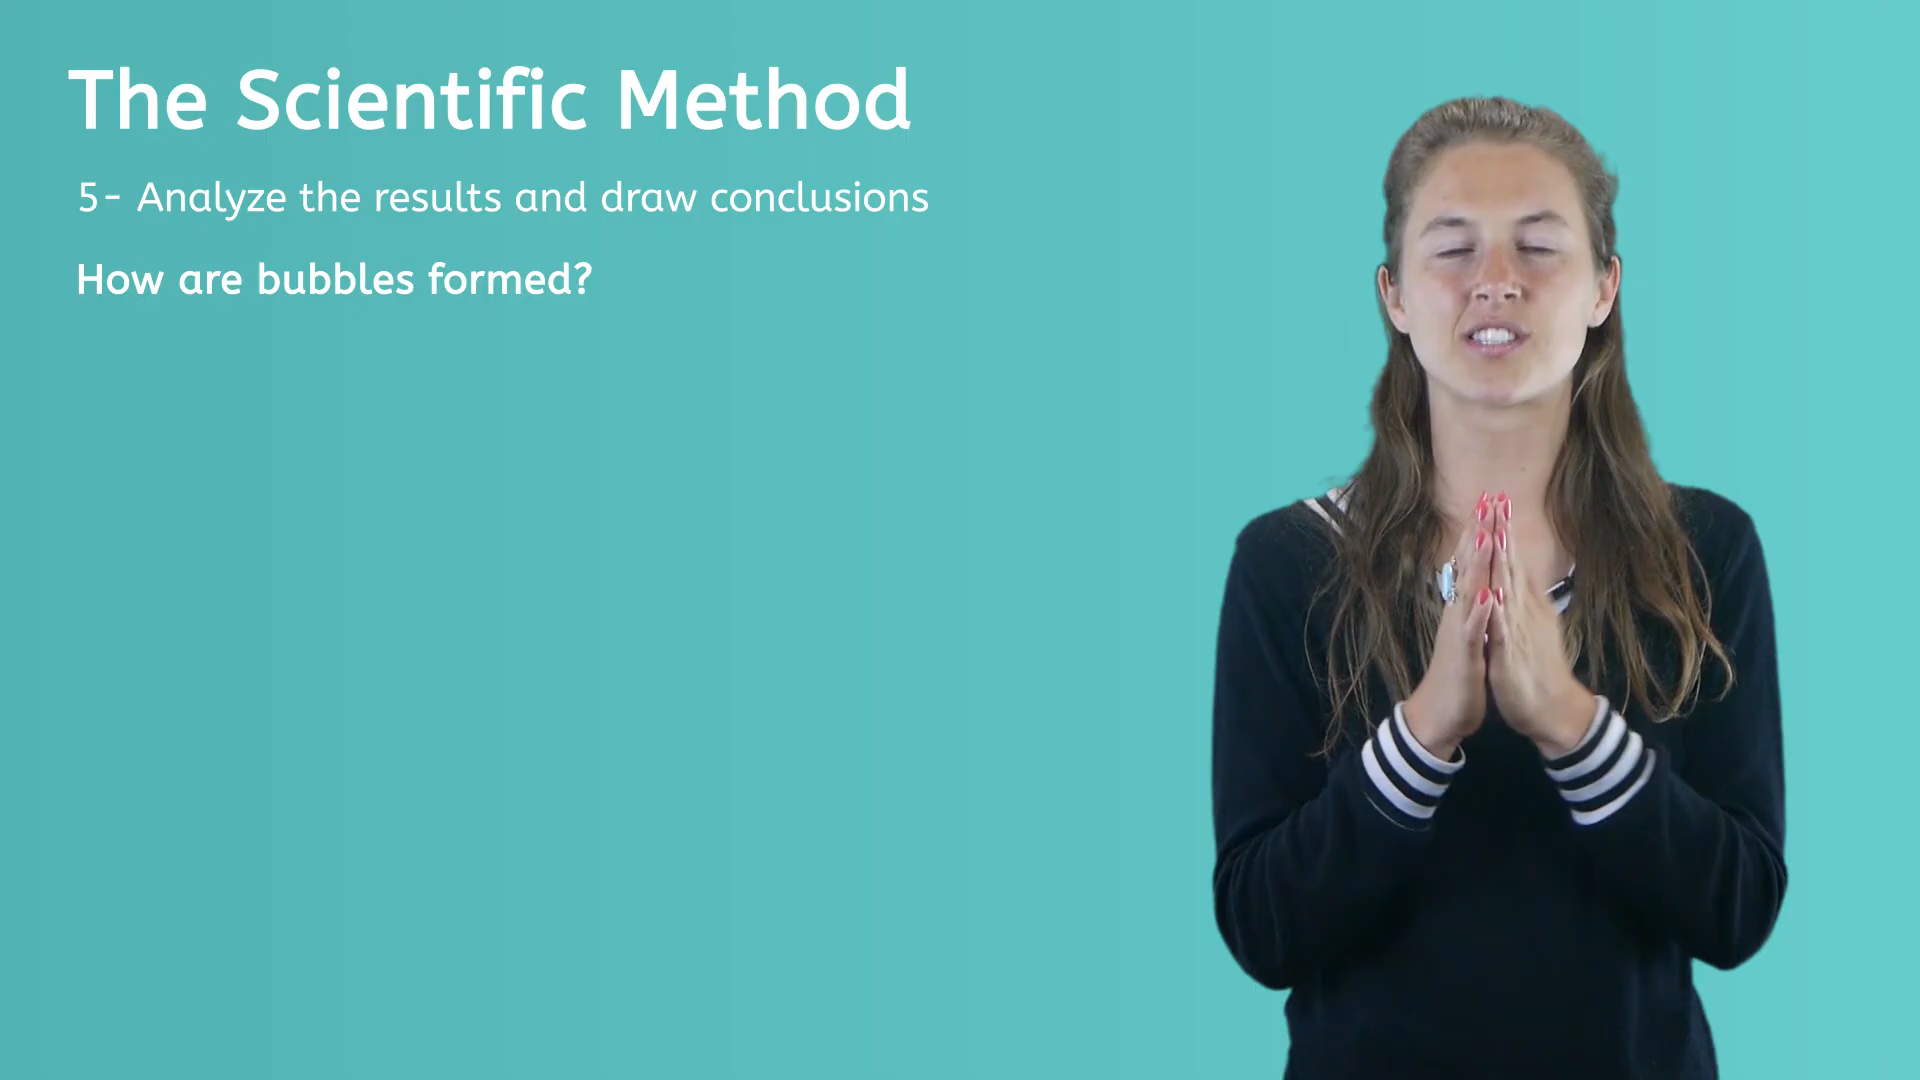 The Scientific Method
5- Analyze the results and draw conclusions
How are bubbles formed?